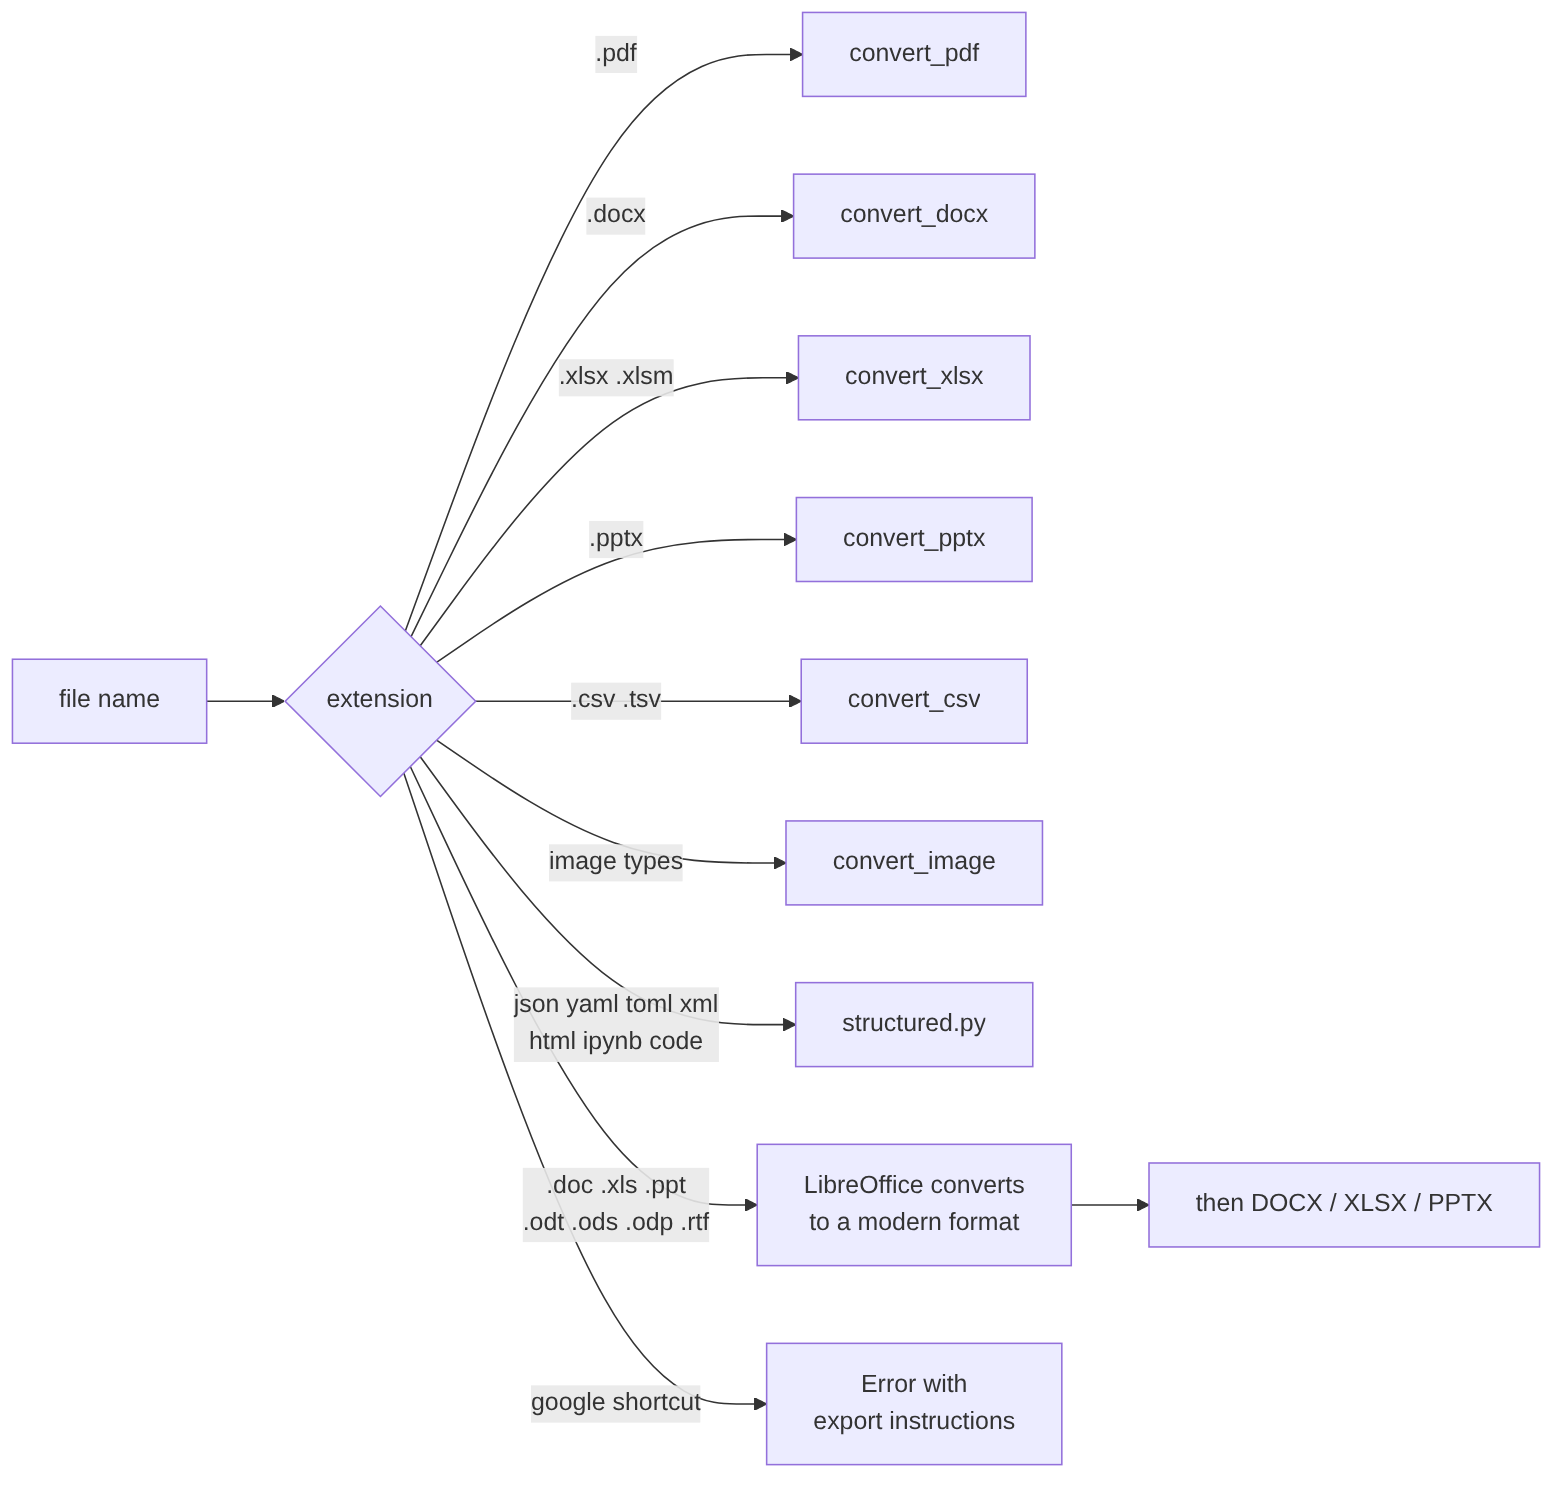 .pdf
convert_pdf
.docx
convert_docx
.xlsx .xlsm
convert_xlsx
.pptx
convert_pptx
file name
extension
.csv .tsv
convert_csv
image types
convert_image
json yaml toml xml
html ipynb code
structured.py
.doc .xls .ppt
.odt .ods .odp .rtf
LibreOffice converts
to a modern format
then DOCX / XLSX / PPTX
google shortcut
Error with
export instructions